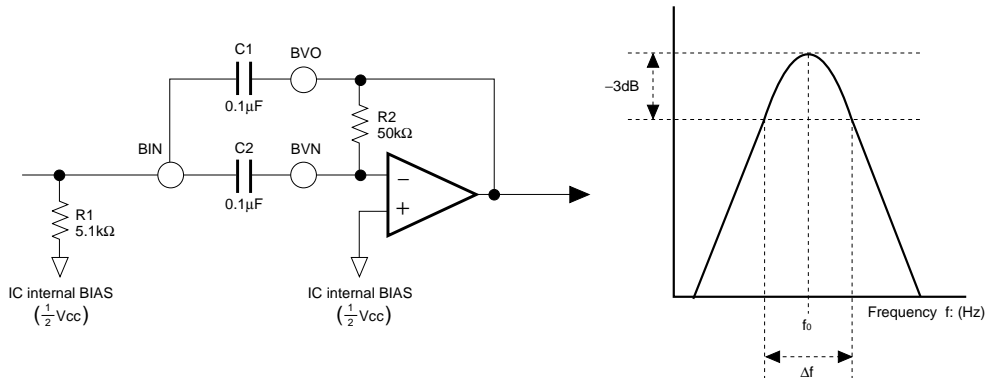 C1
BVO
0.1μF
R2
50kΩ
BIN
C2
BVN
0.1μF
−
+
R1
5.1kΩ
IC internal BIAS
(1/2 Vcc)
IC internal BIAS
(1/2 Vcc)
−3dB
Frequency f: (Hz)
f0
Δf